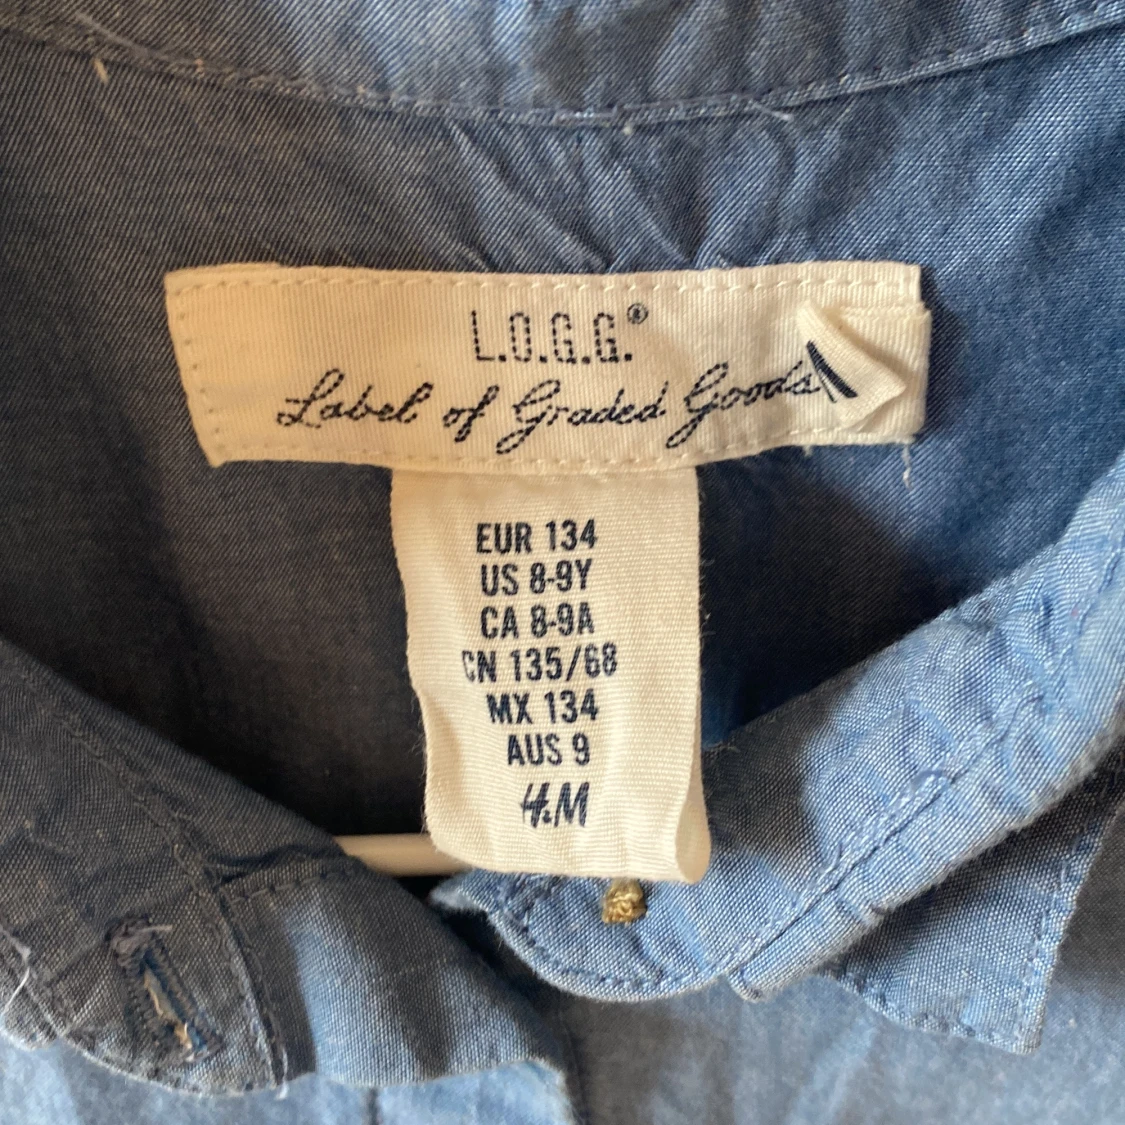 L.O.G.G.®
Label of Graded Goods
EUR 134
US 8-9Y
CA 8-9A
CN 135/68
MX 134
AUS 9
H&M